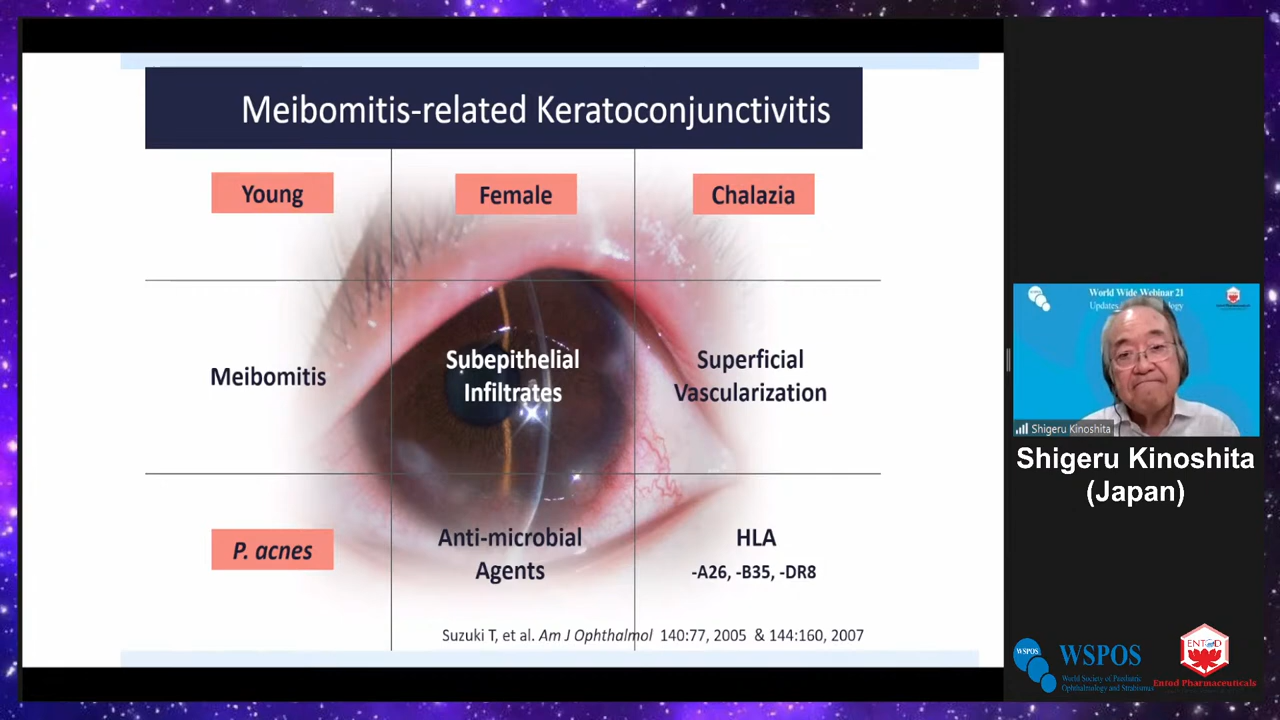 Meibomitis-related Keratoconjunctivitis
Young
Female
Chalazia
Meibomitis
Subepithelial
Infiltrates
Superficial
Vascularization
P. acnes
Anti-microbial
Agents
HLA
-A26, -B35, -DR8
Suzuki T, et al. Am J Ophthalmol 140:77, 2005 & 144:160, 2007
World Wide Webinar 21
Updates
Shigeru Kinoshita
Shigeru Kinoshita
(Japan)
WSPOS
WSPOS
World Society of Paediatric
Ophthalmology and Strabismus
ENTOD
Entod Pharmaceuticals